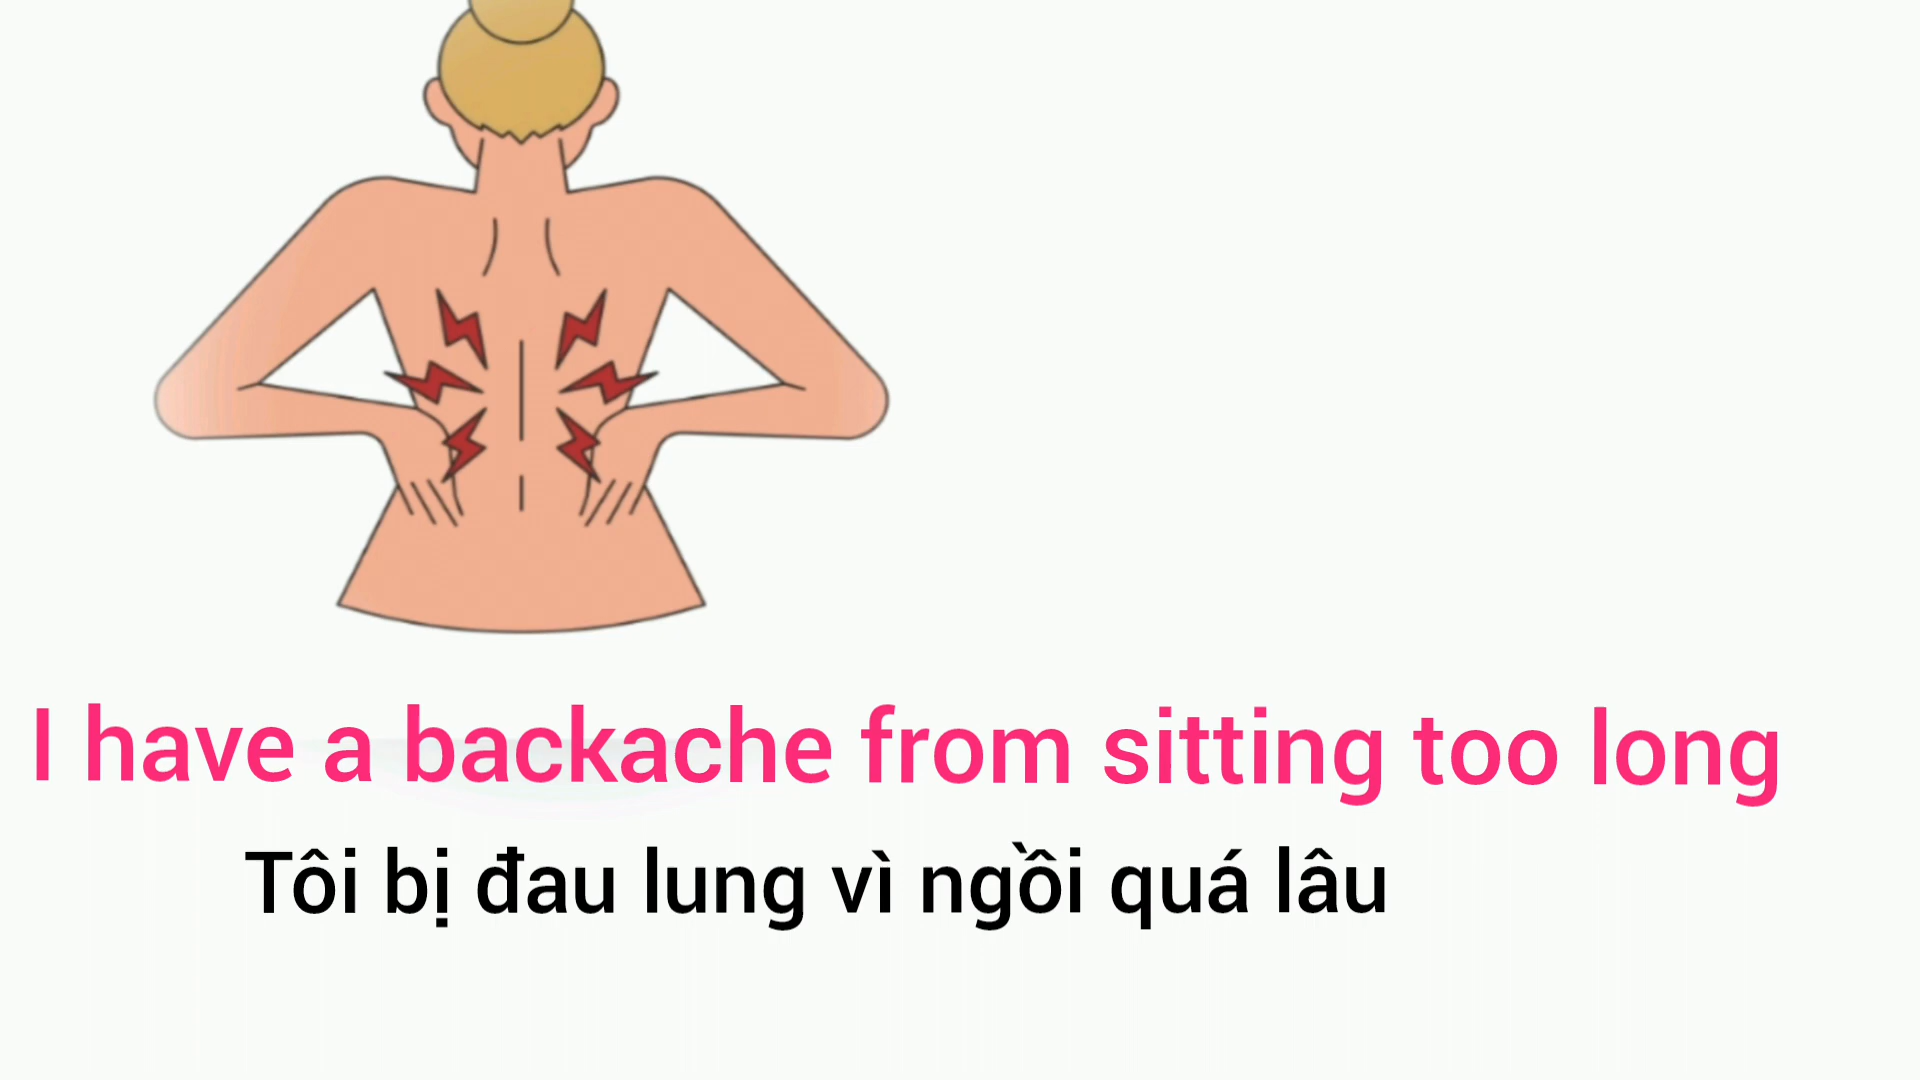 I have a backache from sitting too long
Tôi bị đau lung vì ngồi quá lâu